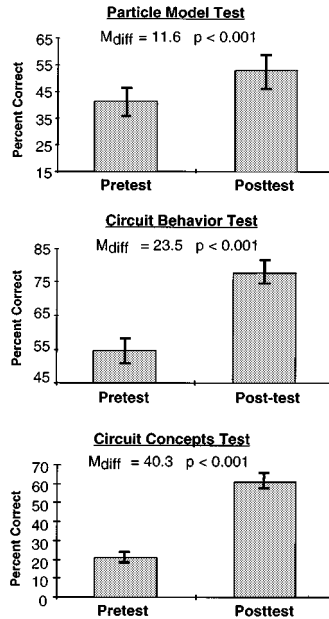 Particle Model Test
Mdiff = 11.6 p < 0.001
Percent Correct
65
55
45
35
25
15
Pretest
Posttest
Circuit Behavior Test
Mdiff = 23.5 p < 0.001
Percent Correct
85
75
65
55
45
Pretest
Post-test
Circuit Concepts Test
Mdiff = 40.3 p < 0.001
Percent Correct
70
60
50
40
30
20
10
0
Pretest
Posttest